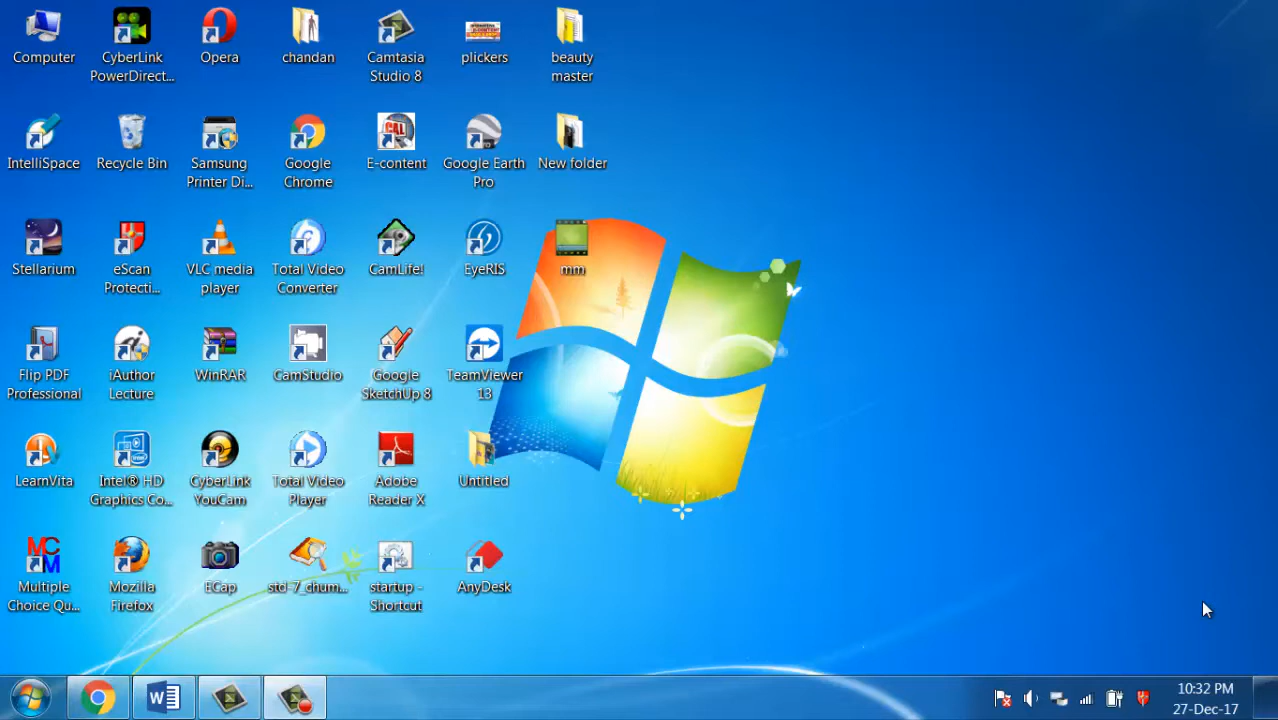 Computer
CyberLink
PowerDirect...
Opera
chandan
Camtasia
Studio 8
plickers
beauty
master
IntelliSpace
Recycle Bin
Samsung
Printer Di...
Google
Chrome
E-content
Google Earth
Pro
New folder
Stellarium
eScan
Protecti...
VLC media
player
Total Video
Converter
CamLife!
EyeRIS
mm
Flip PDF
Professional
iAuthor
Lecture
WinRAR
CamStudio
Google
SketchUp 8
TeamViewer
13
LearnVita
Intel® HD
Graphics Co...
CyberLink
YouCam
Total Video
Player
Adobe
Reader X
Untitled
Multiple
Choice Qu...
Mozilla
Firefox
ECap
std-7_chum...
startup -
Shortcut
AnyDesk
10:32 PM
27-Dec-17